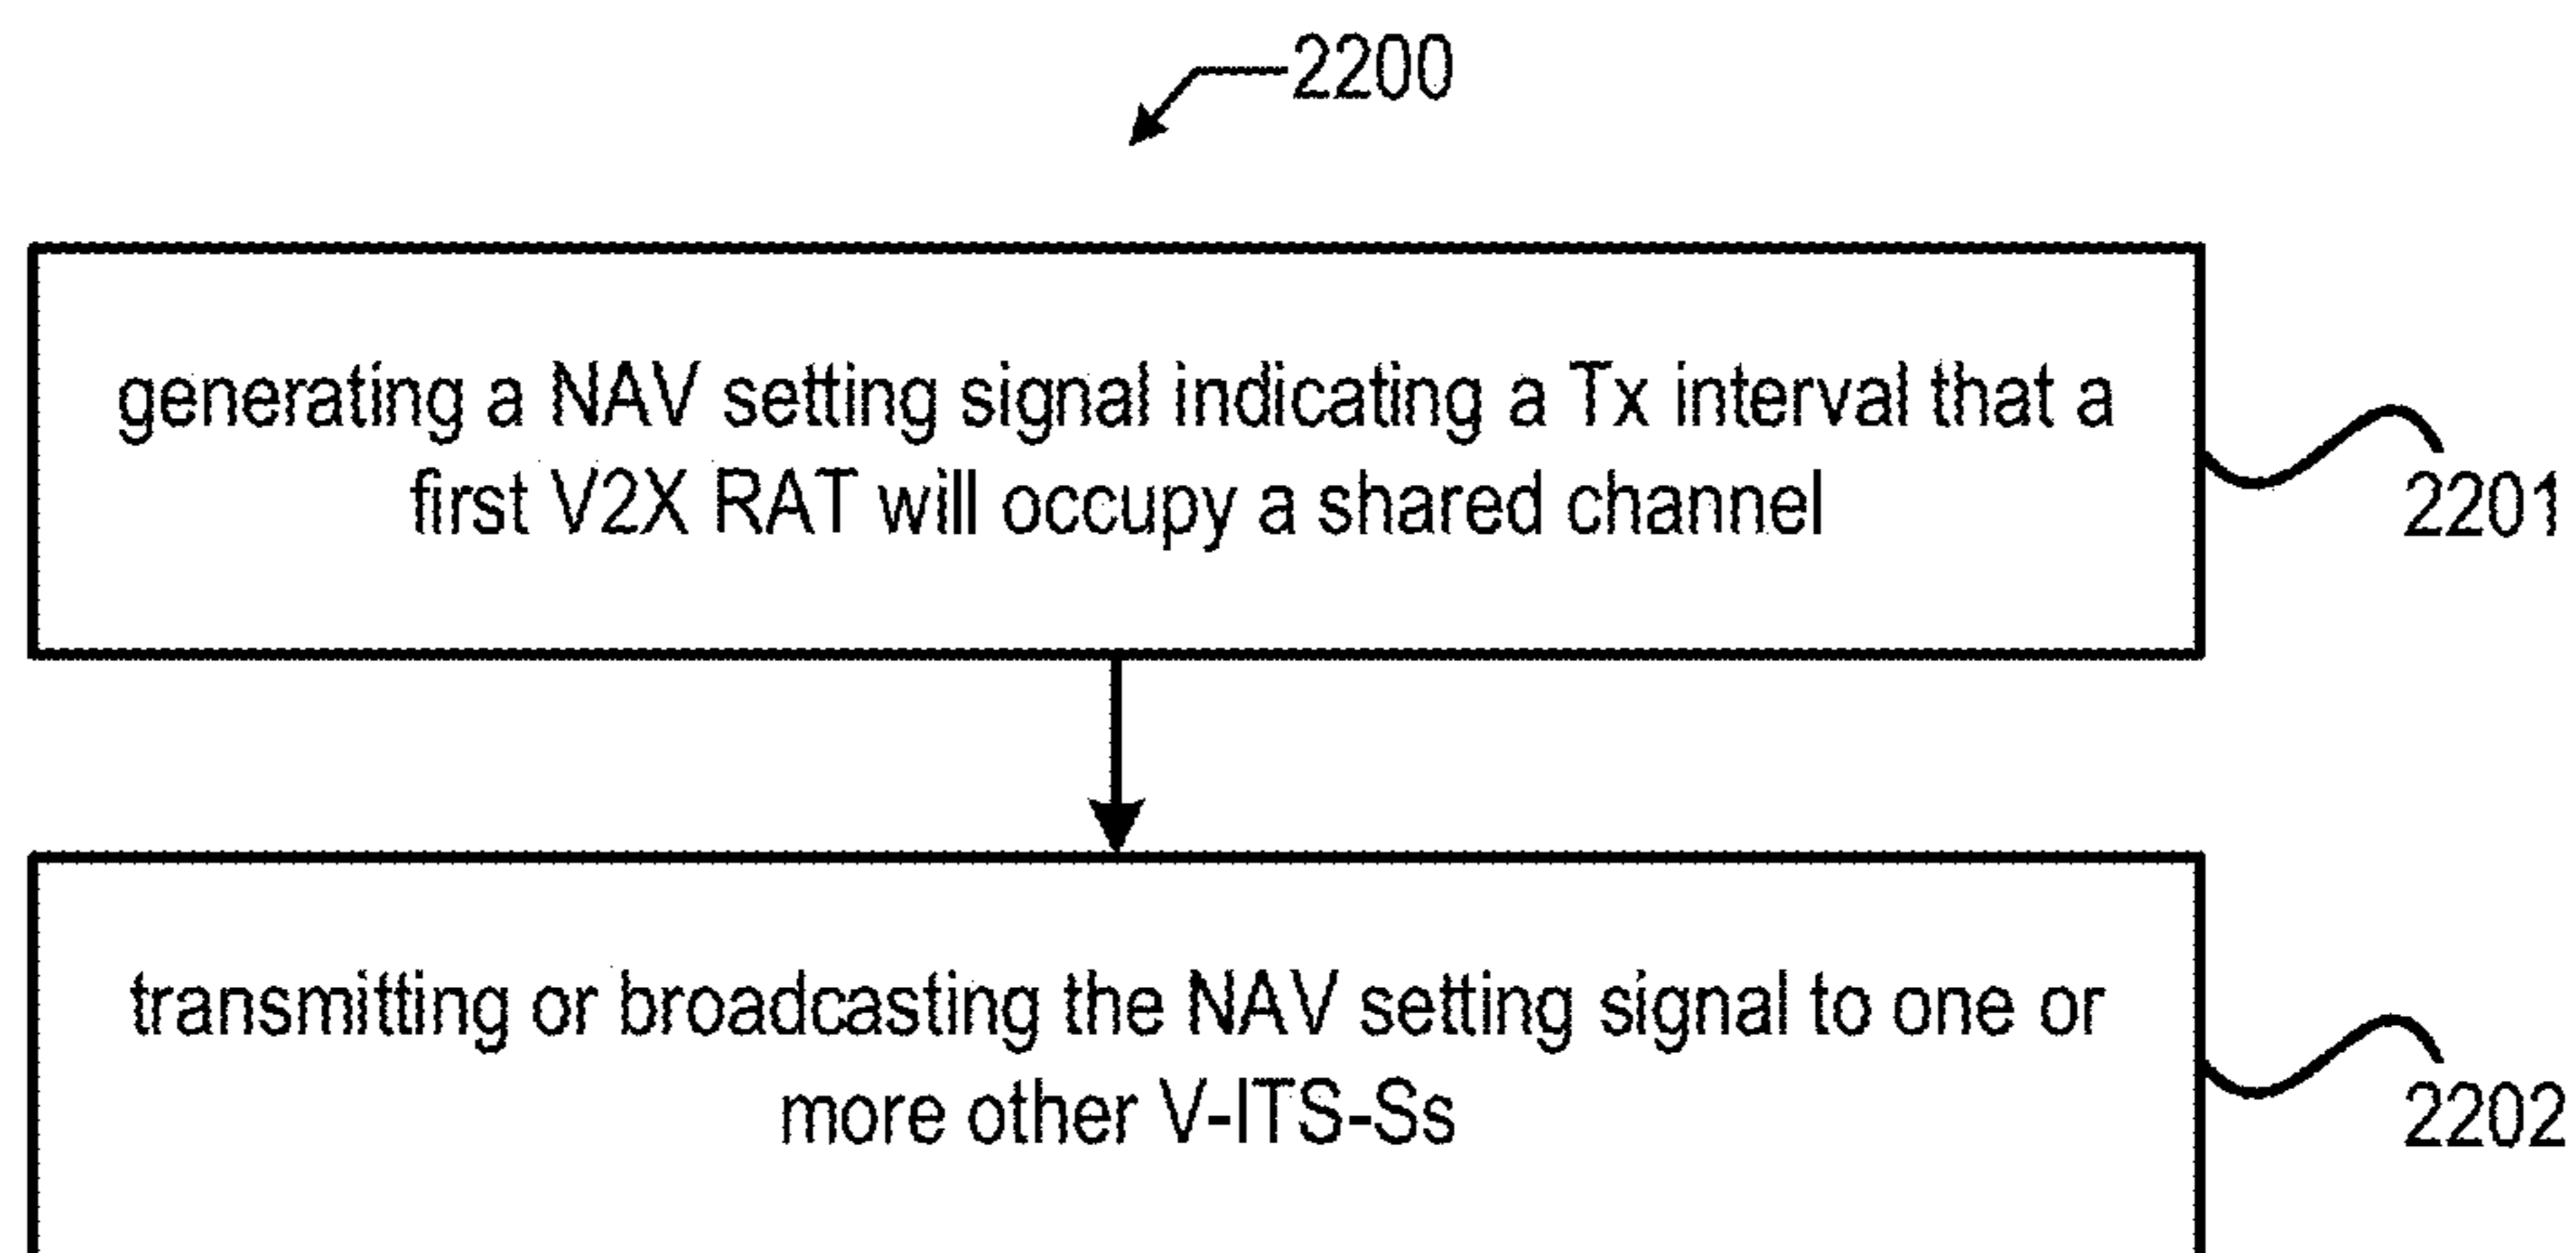 2200
generating a NAV setting signal indicating a Tx interval that a
first V2X RAT will occupy a shared channel
2201
transmitting or broadcasting the NAV setting signal to one or
more other V-ITS-Ss
2202